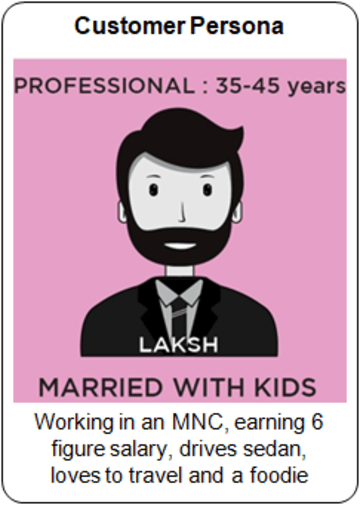 Customer Persona
PROFESSIONAL : 35-45 years
LAKSH
MARRIED WITH KIDS
Working in an MNC, earning 6
figure salary, drives sedan,
loves to travel and a foodie